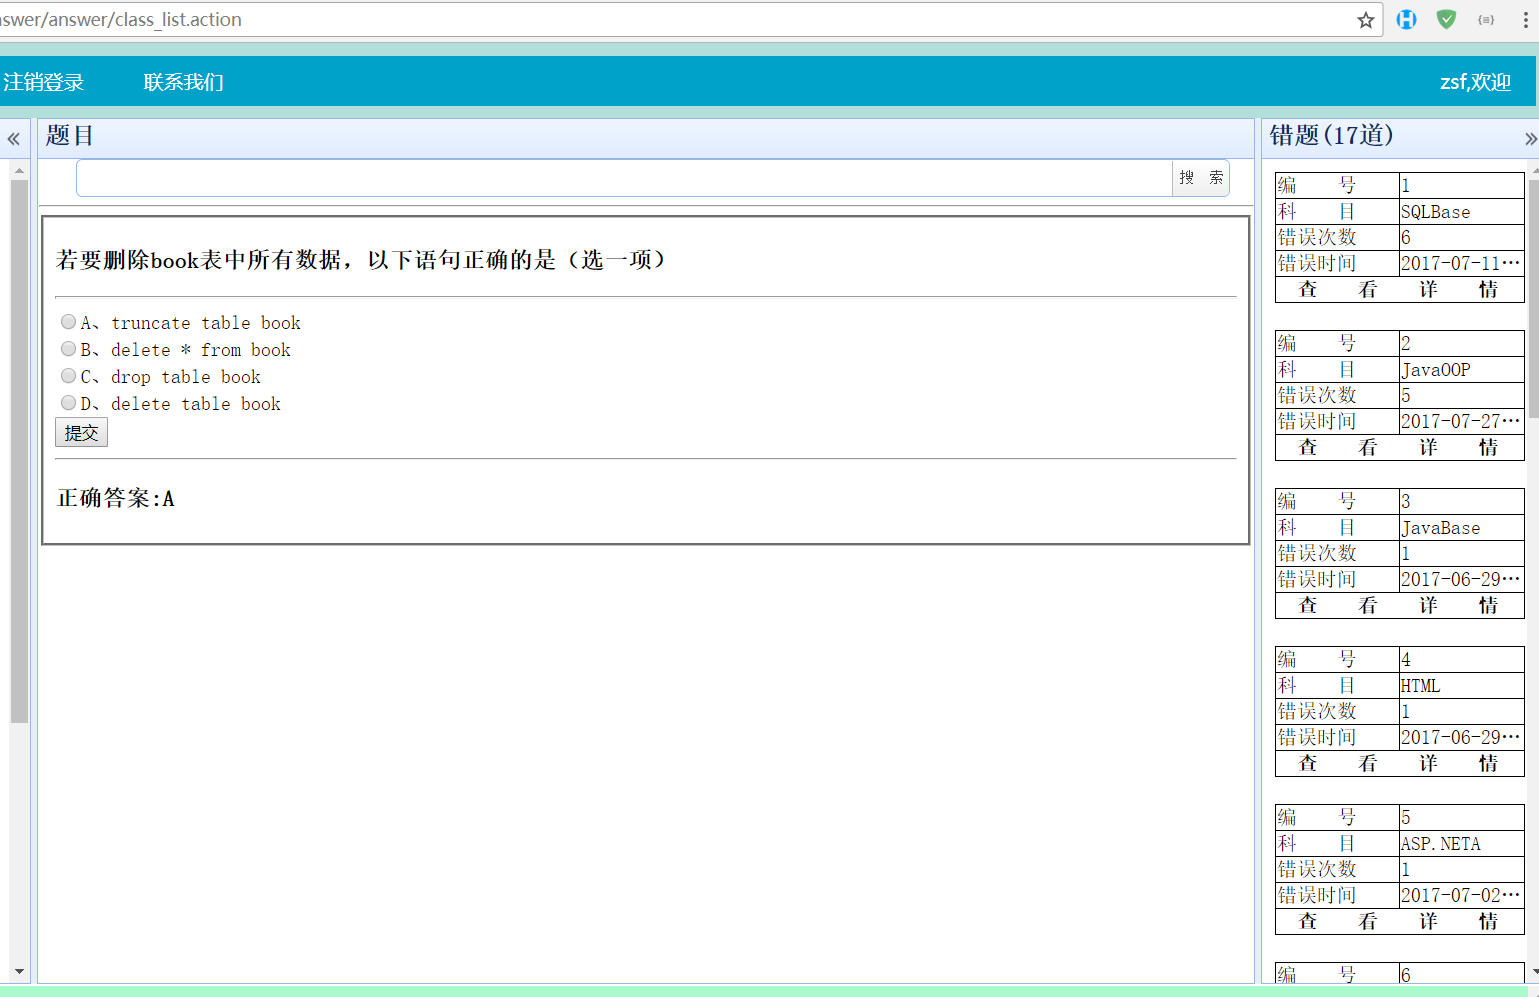 swer/answer/class_list.action
注销登录 联系我们 zsf,欢迎
题目
搜 索
若要删除book表中所有数据，以下语句正确的是（选一项）
A、truncate table book
B、delete * from book
C、drop table book
D、delete table book
提交
正确答案:A
错题(17道)
编 号 1
科 目 SQLBase
错误次数 6
错误时间 2017-07-11…
查 看 详 情
编 号 2
科 目 JavaOOP
错误次数 5
错误时间 2017-07-27…
查 看 详 情
编 号 3
科 目 JavaBase
错误次数 1
错误时间 2017-06-29…
查 看 详 情
编 号 4
科 目 HTML
错误次数 1
错误时间 2017-06-29…
查 看 详 情
编 号 5
科 目 ASP.NETA
错误次数 1
错误时间 2017-07-02…
查 看 详 情
编 号 6